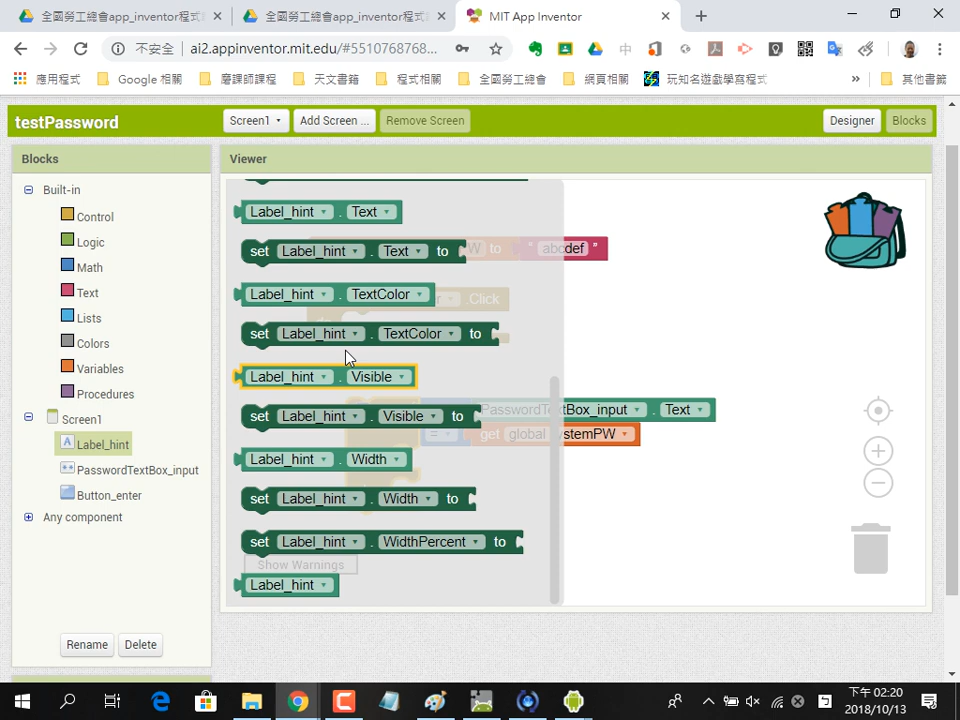 全國勞工總會app_inventor程式
全國勞工總會app_inventor程式
MIT App Inventor
不安全
ai2.appinventor.mit.edu/#5510768768...
應用程式
Google 相關
磨課師課程
天文書籍
程式相關
全國勞工總會
網頁相關
玩知名遊戲學寫程式
»
其他書籤
testPassword
Screen1
Add Screen ...
Remove Screen
Designer
Blocks
Blocks
Viewer
Built-in
Control
Logic
Math
Text
Lists
Colors
Variables
Procedures
Screen1
Label_hint
PasswordTextBox_input
Button_enter
Any component
Rename
Delete
Label_hint . Text
set Label_hint . Text to
W to " abcdef "
Label_hint . TextColor
.Click
set Label_hint . TextColor to
Label_hint . Visible
set Label_hint . Visible to
PasswordTextBox_input . Text
= get global systemPW
Label_hint . Width
set Label_hint . Width to
set Label_hint . WidthPercent to
Show Warnings
Label_hint
下午 02:20
2018/10/13